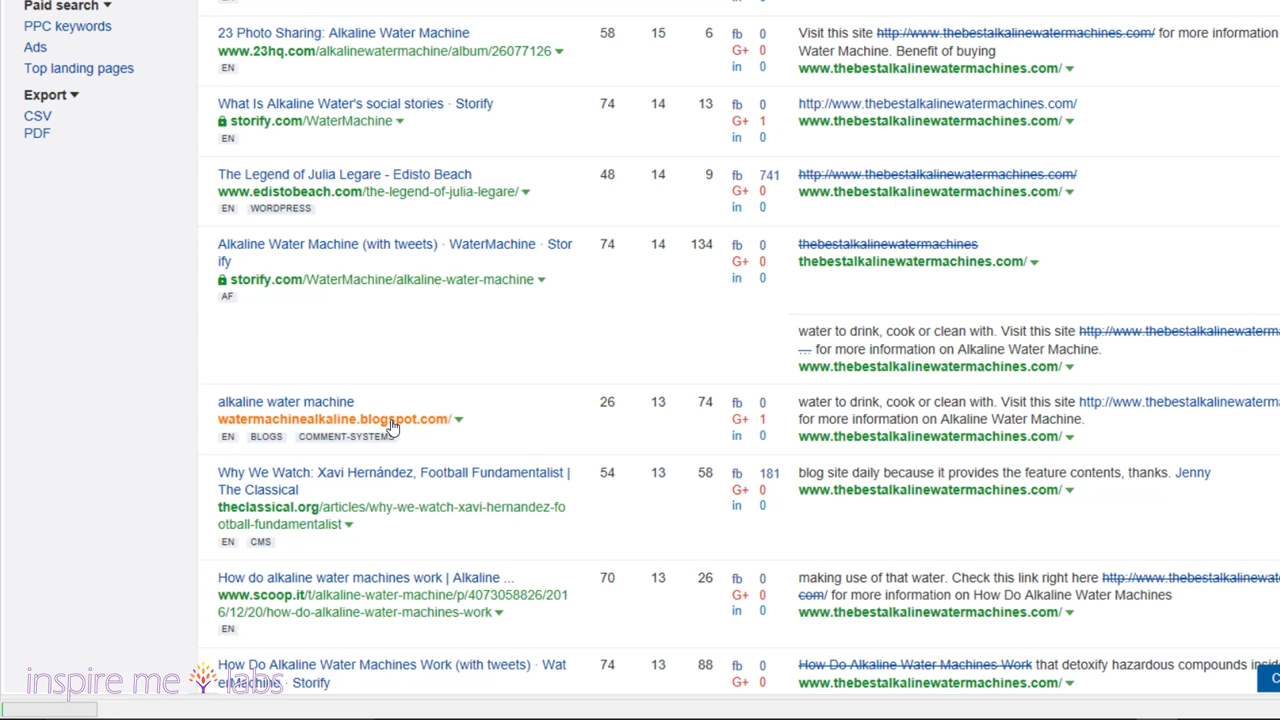 Paid search
PPC keywords
Ads
Top landing pages
Export
CSV
PDF
23 Photo Sharing: Alkaline Water Machine 58 15 6 fb 0 Visit this site http://www.thebestalkalinewatermachines.com/ for more information
www.23hq.com/alkalinewatermachine/album/26077126 G+ 0 Water Machine. Benefit of buying
EN in 0 www.thebestalkalinewatermachines.com/
What Is Alkaline Water's social stories · Storify 74 14 13 fb 0 http://www.thebestalkalinewatermachines.com/
storify.com/WaterMachine G+ 1 www.thebestalkalinewatermachines.com/
EN in 0
The Legend of Julia Legare - Edisto Beach 48 14 9 fb 741 http://www.thebestalkalinewatermachines.com/
www.edistobeach.com/the-legend-of-julia-legare/ G+ 0 www.thebestalkalinewatermachines.com/
EN WORDPRESS in 0
Alkaline Water Machine (with tweets) · WaterMachine · Stor 74 14 134 fb 0 thebestalkalinewatermachines
ify G+ 0 thebestalkalinewatermachines.com/
storify.com/WaterMachine/alkaline-water-machine in 0
AF
water to drink, cook or clean with. Visit this site http://www.thebestalkalinewaterm
... for more information on Alkaline Water Machine.
www.thebestalkalinewatermachines.com/
alkaline water machine 26 13 74 fb 0 water to drink, cook or clean with. Visit this site http://www.thebestalkalinewater
watermachinealkaline.blogspot.com/ G+ 1 for more information on Alkaline Water Machine.
EN BLOGS COMMENT-SYSTEMS in 0 www.thebestalkalinewatermachines.com/
Why We Watch: Xavi Hernández, Football Fundamentalist | 54 13 58 fb 181 blog site daily because it provides the feature contents, thanks. Jenny
The Classical G+ 0 www.thebestalkalinewatermachines.com/
theclassical.org/articles/why-we-watch-xavi-hernandez-fo in 0
otball-fundamentalist
EN CMS
How do alkaline water machines work | Alkaline ... 70 13 26 fb 0 making use of that water. Check this link right here http://www.thebestalkalinewat
www.scoop.it/t/alkaline-water-machine/p/4073058826/201 G+ 0 com/ for more information on How Do Alkaline Water Machines
6/12/20/how-do-alkaline-water-machines-work in 0 www.thebestalkalinewatermachines.com/
EN
How Do Alkaline Water Machines Work (with tweets) · Wat 74 13 88 fb 0 How Do Alkaline Water Machines Work that detoxify hazardous compounds insid
erMachine · Storify G+ 0 www.thebestalkalinewatermachines.com/
inspire me labs